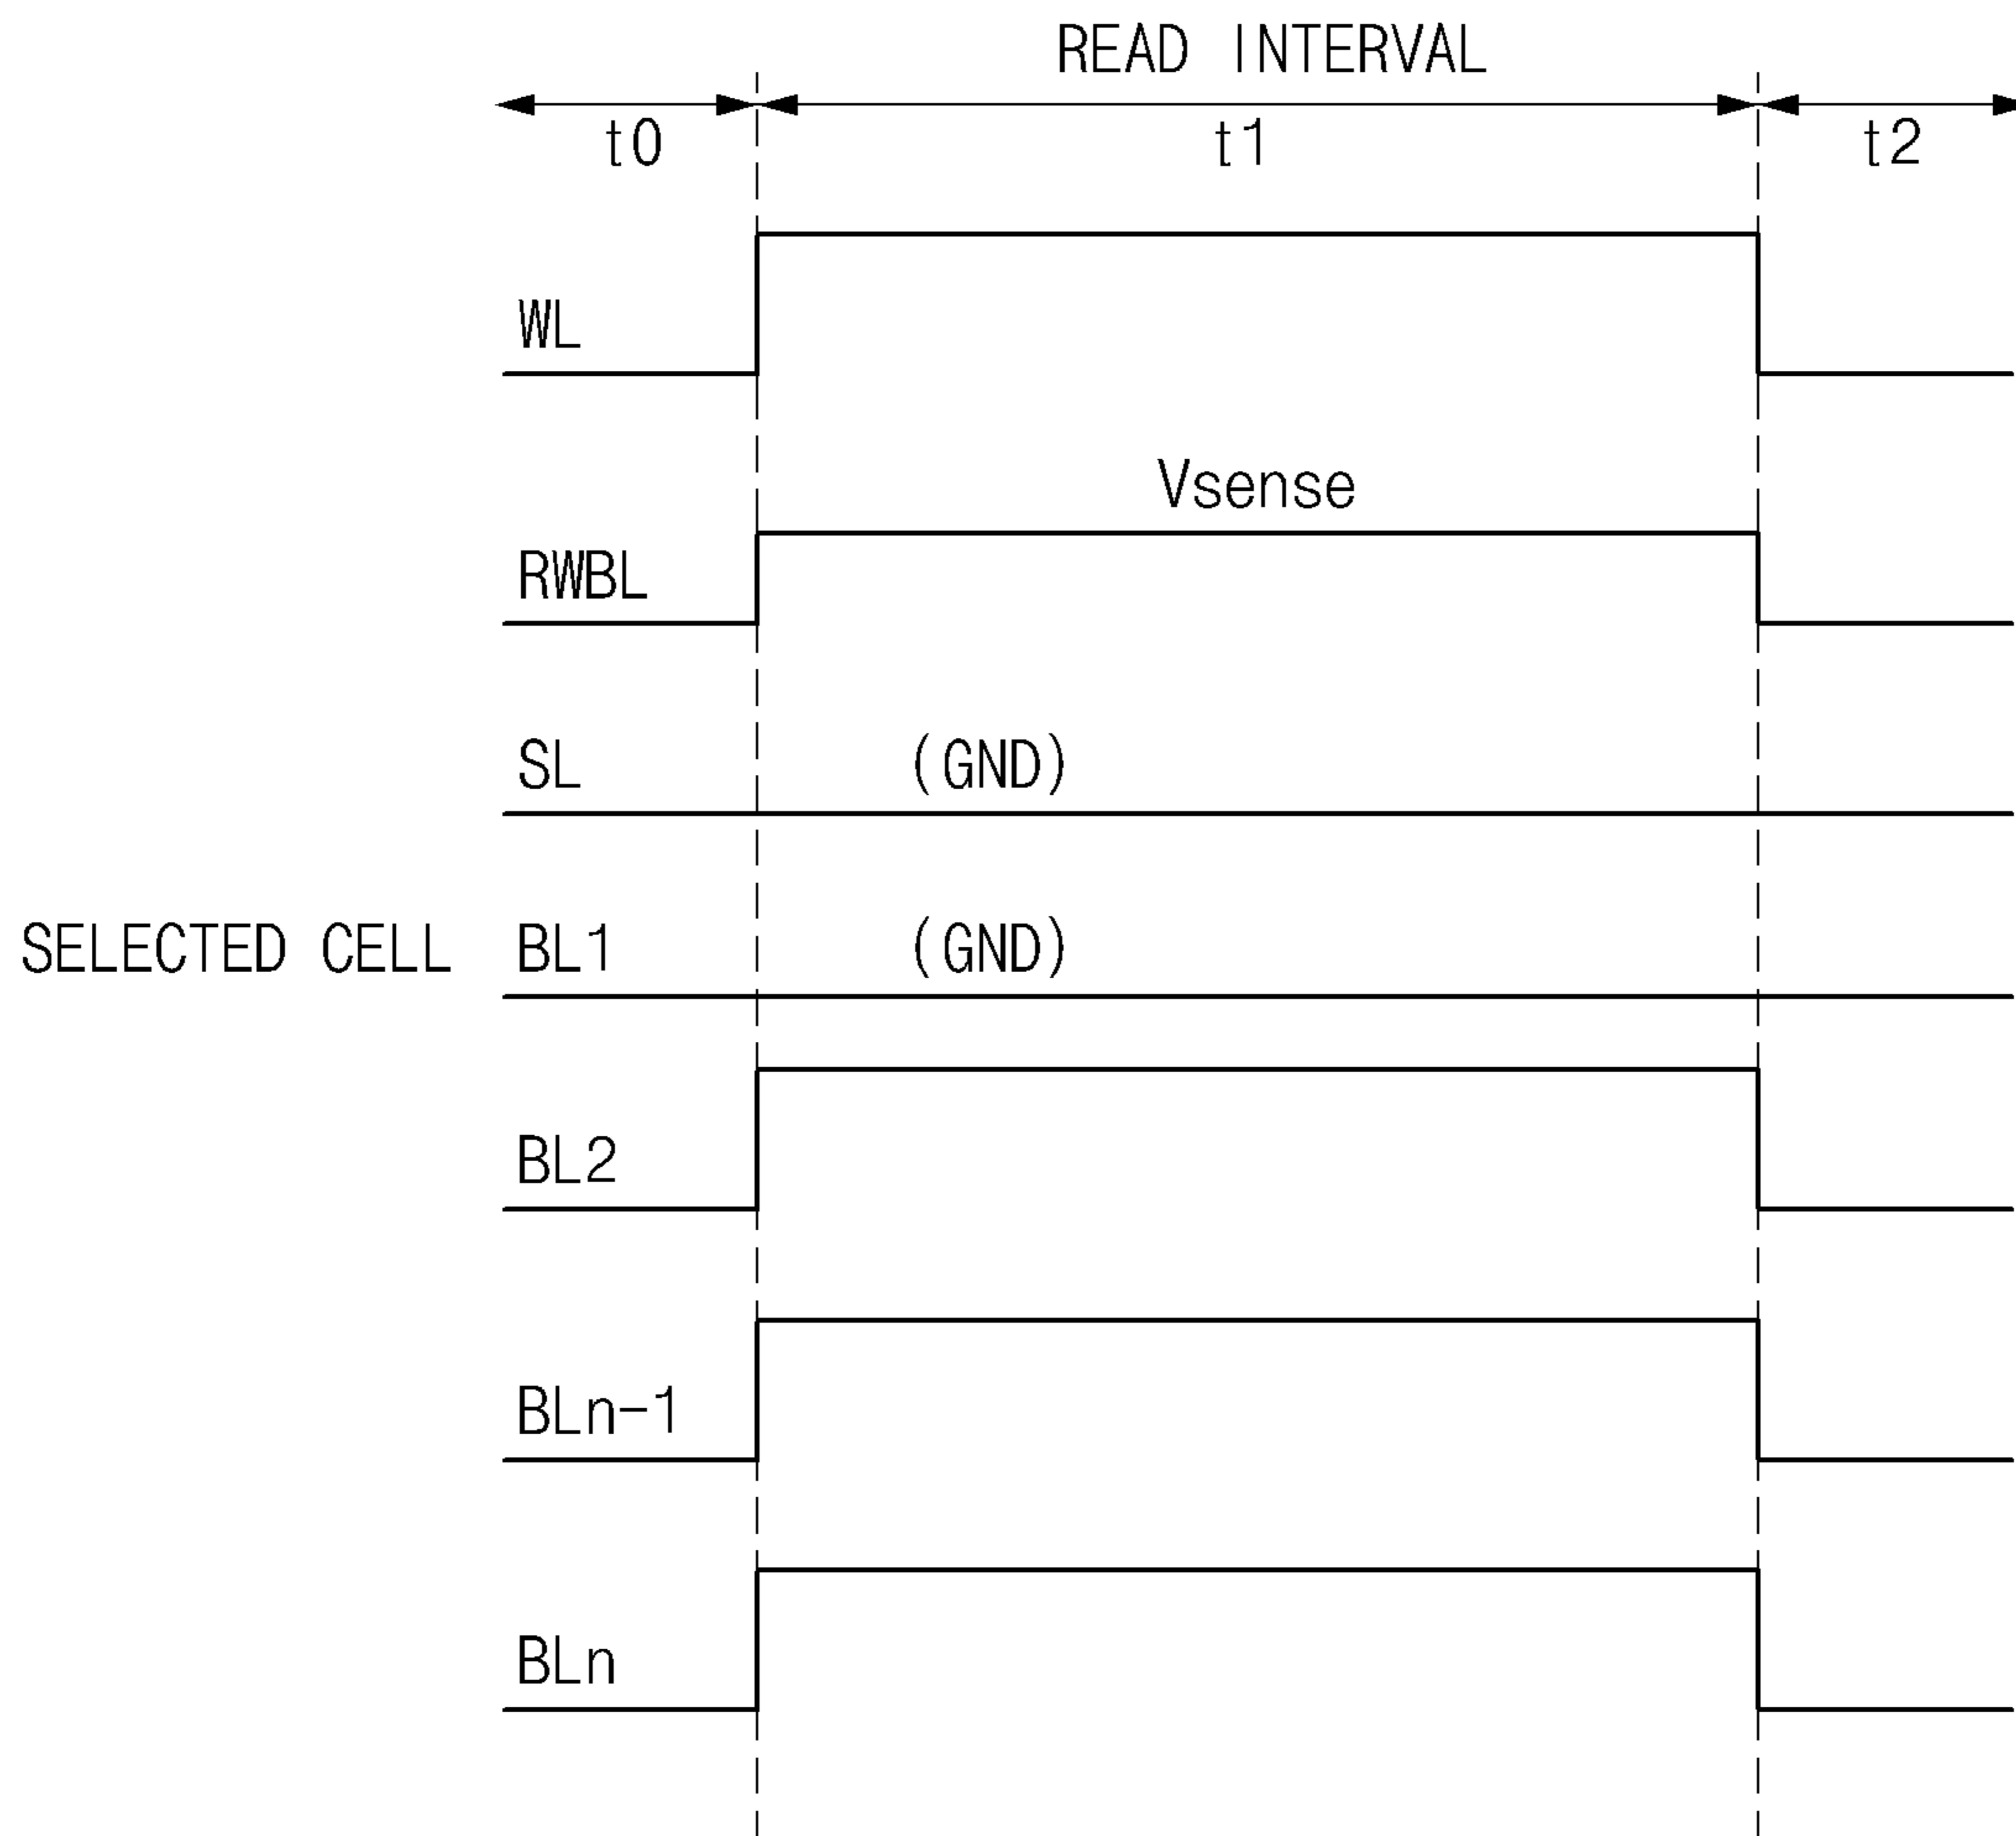 READ INTERVAL
t0 t1 t2
WL
Vsense
RWBL
SL (GND)
SELECTED CELL BL1 (GND)
BL2
BLn-1
BLn